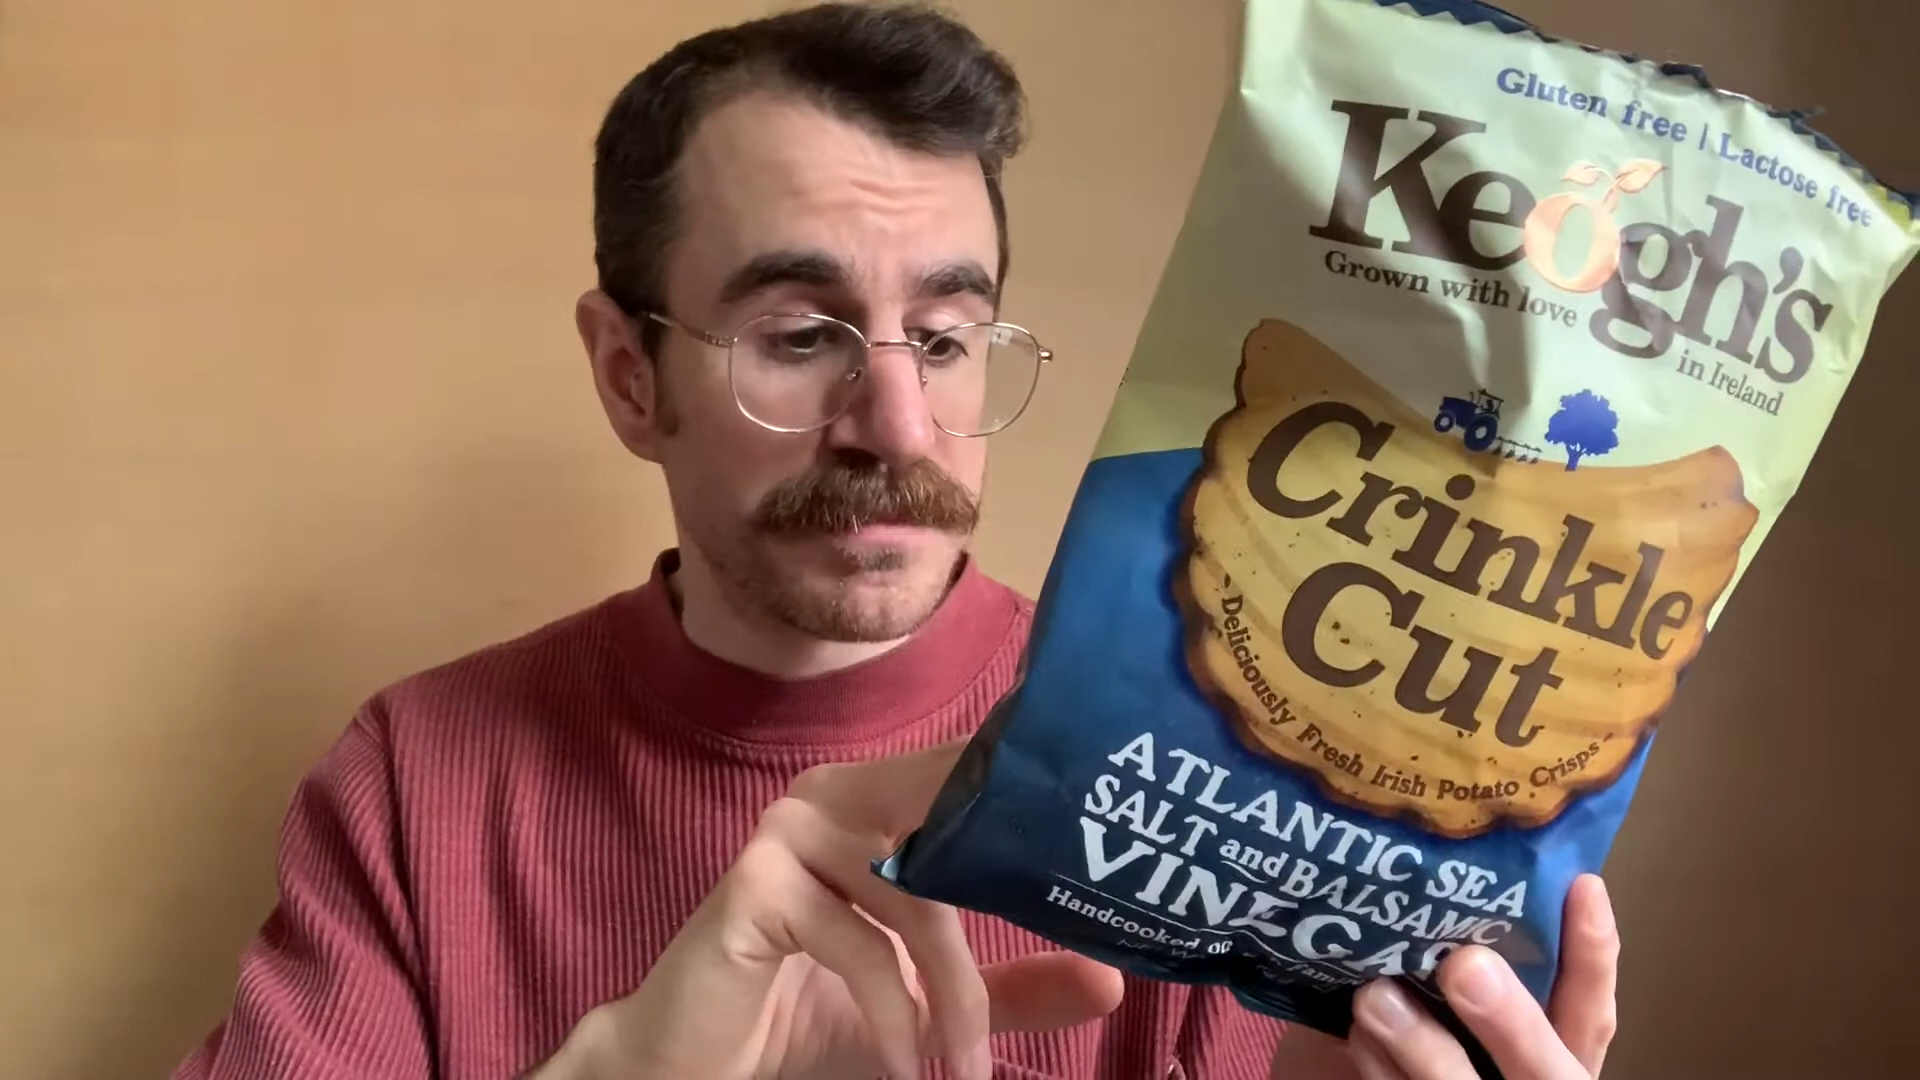 Gluten free | Lactose free
Keogh's
Grown with love
in Ireland
Crinkle
Cut
Deliciously Fresh Irish Potato Crisps
ATLANTIC SEA
SALT and BALSAMIC
VINEGAR
Handcooked on